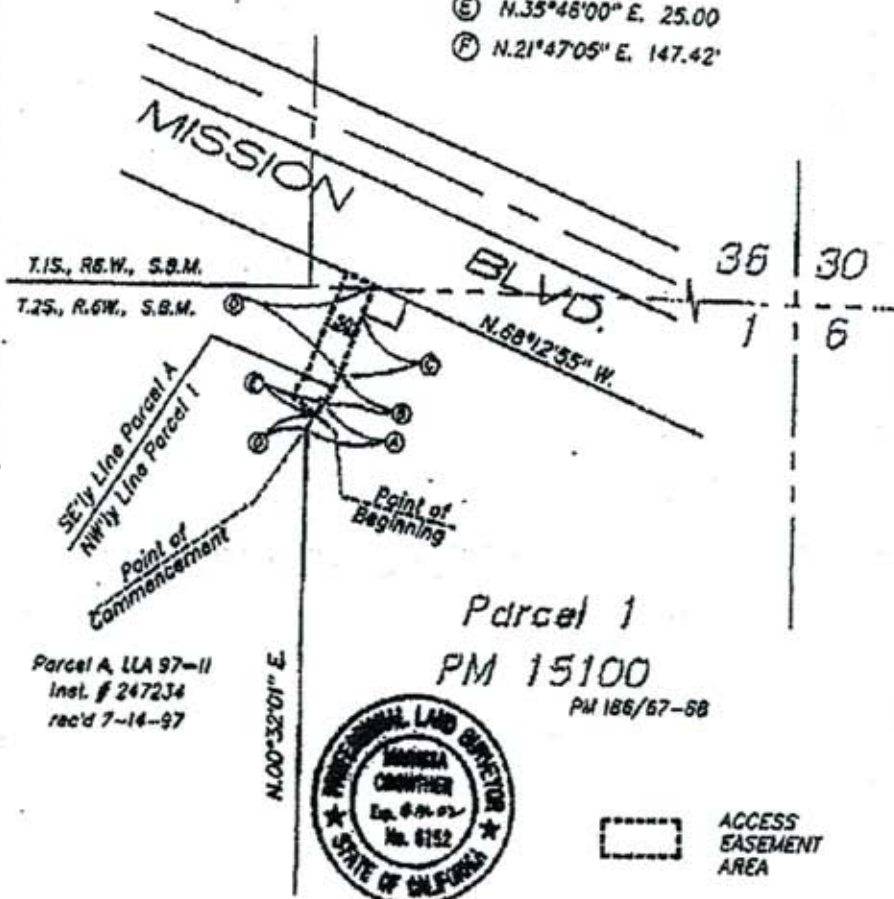 Ⓔ N.35°46'00" E. 25.00
Ⓕ N.21°47'05" E. 147.42'
MISSION
BLVD.
36 30
1 6
T.1S., R.6.W., S.B.M.
T.2S., R.6W., S.B.M.
N.68°12'55" W.
50'
Ⓒ
Ⓑ
Ⓐ
SE'ly Line Parcel A
NW'ly Line Parcel 1
Point of
Commencement
Point of
Beginning
Parcel 1
PM 15100
PM 186/67-68
Parcel A, LLA 97-11
Inst. # 247234
rec'd 7-14-97
N.00°32'01" E.
PROFESSIONAL LAND SURVEYOR
CROWTHER
Exp.
No. 6152
STATE OF CALIFORNIA
ACCESS
EASEMENT
AREA